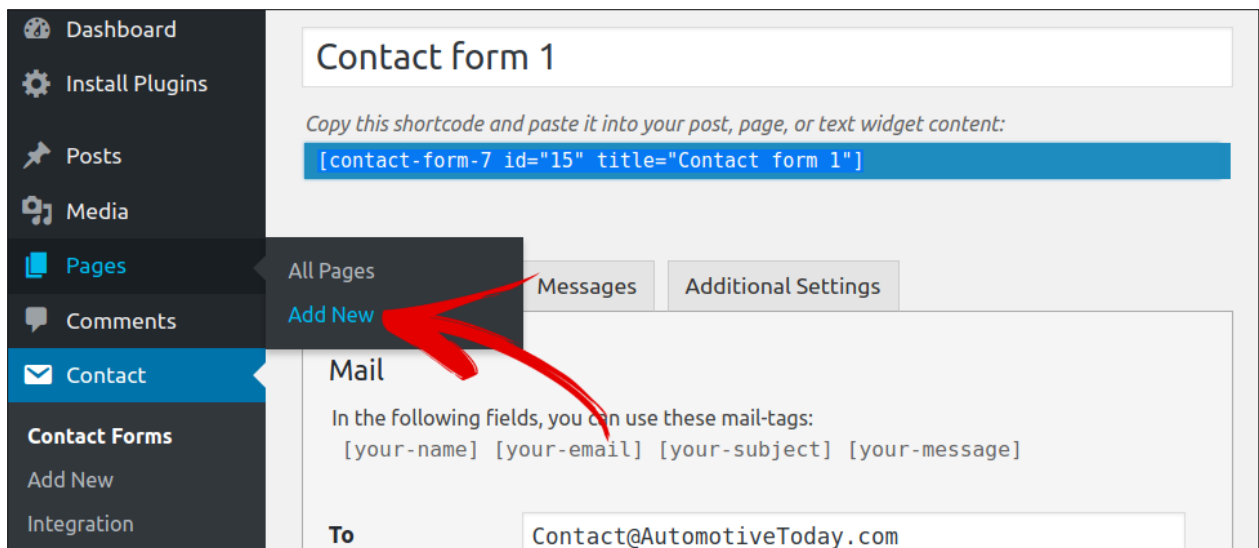 Dashboard
Install Plugins
Posts
Media
Pages
Comments
Contact
Contact Forms
Add New
Integration
All Pages
Add New
Contact form 1
Copy this shortcode and paste it into your post, page, or text widget content:
[contact-form-7 id="15" title="Contact form 1"]
Messages
Additional Settings
Mail
In the following fields, you can use these mail-tags:
[your-name] [your-email] [your-subject] [your-message]
To
Contact@AutomotiveToday.com